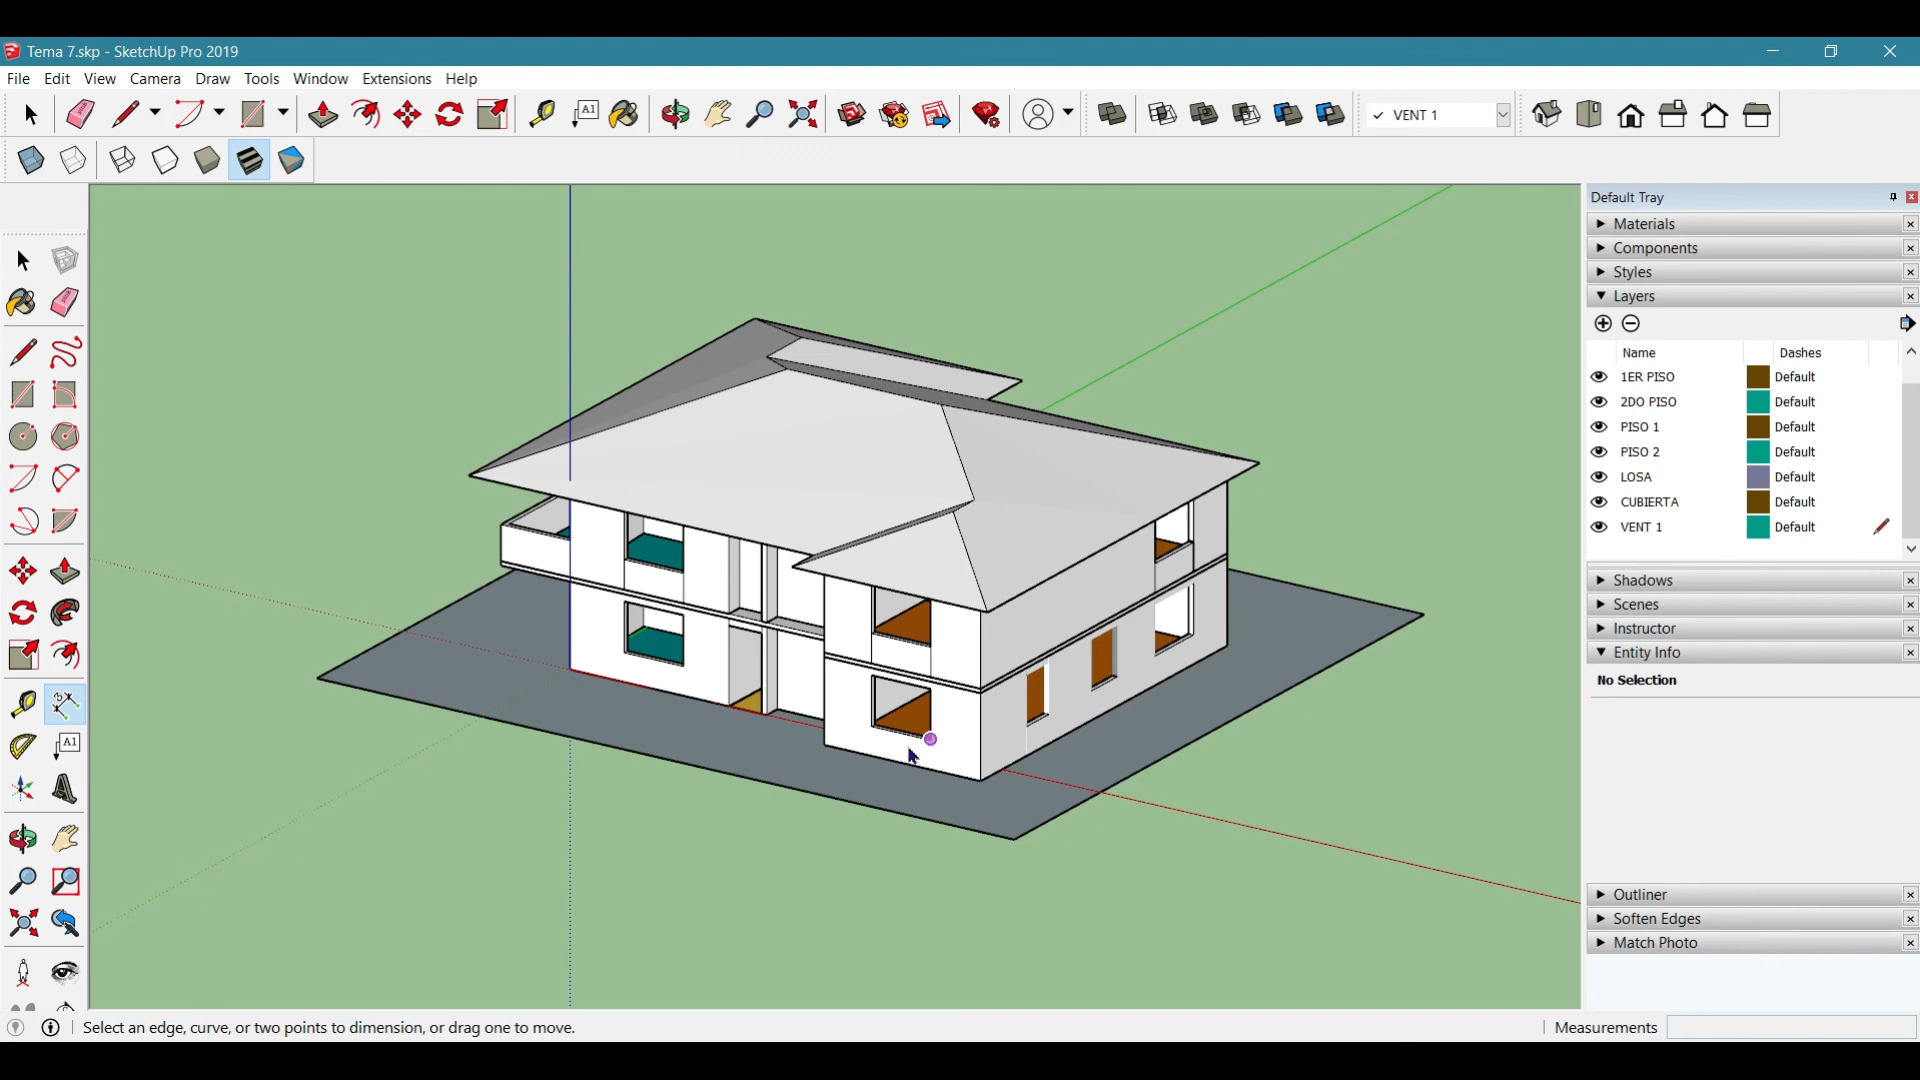 Tema 7.skp - SketchUp Pro 2019
File Edit View Camera Draw Tools Window Extensions Help
A1
✓ VENT 1
Default Tray
Materials
Components
Styles
Layers
Name Dashes
1ER PISO Default
2DO PISO Default
PISO 1 Default
PISO 2 Default
LOSA Default
CUBIERTA Default
VENT 1 Default
Shadows
Scenes
Instructor
Entity Info
No Selection
A1
Outliner
Soften Edges
Match Photo
Select an edge, curve, or two points to dimension, or drag one to move.
Measurements